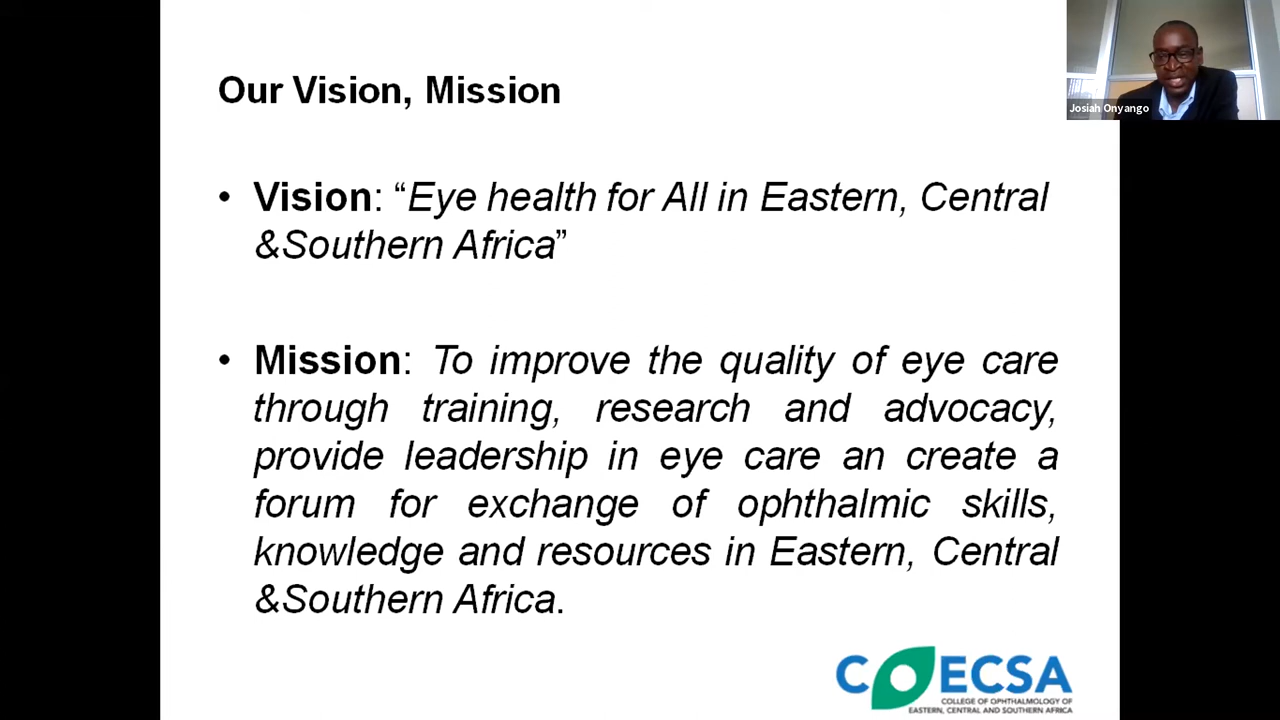 Our Vision, Mission
Josiah Onyango
• Vision: “Eye health for All in Eastern, Central
&Southern Africa”
• Mission: To improve the quality of eye care
through training, research and advocacy,
provide leadership in eye care an create a
forum for exchange of ophthalmic skills,
knowledge and resources in Eastern, Central
&Southern Africa.
COECSA
COLLEGE OF OPHTHALMOLOGY OF
EASTERN, CENTRAL AND SOUTHERN AFRICA